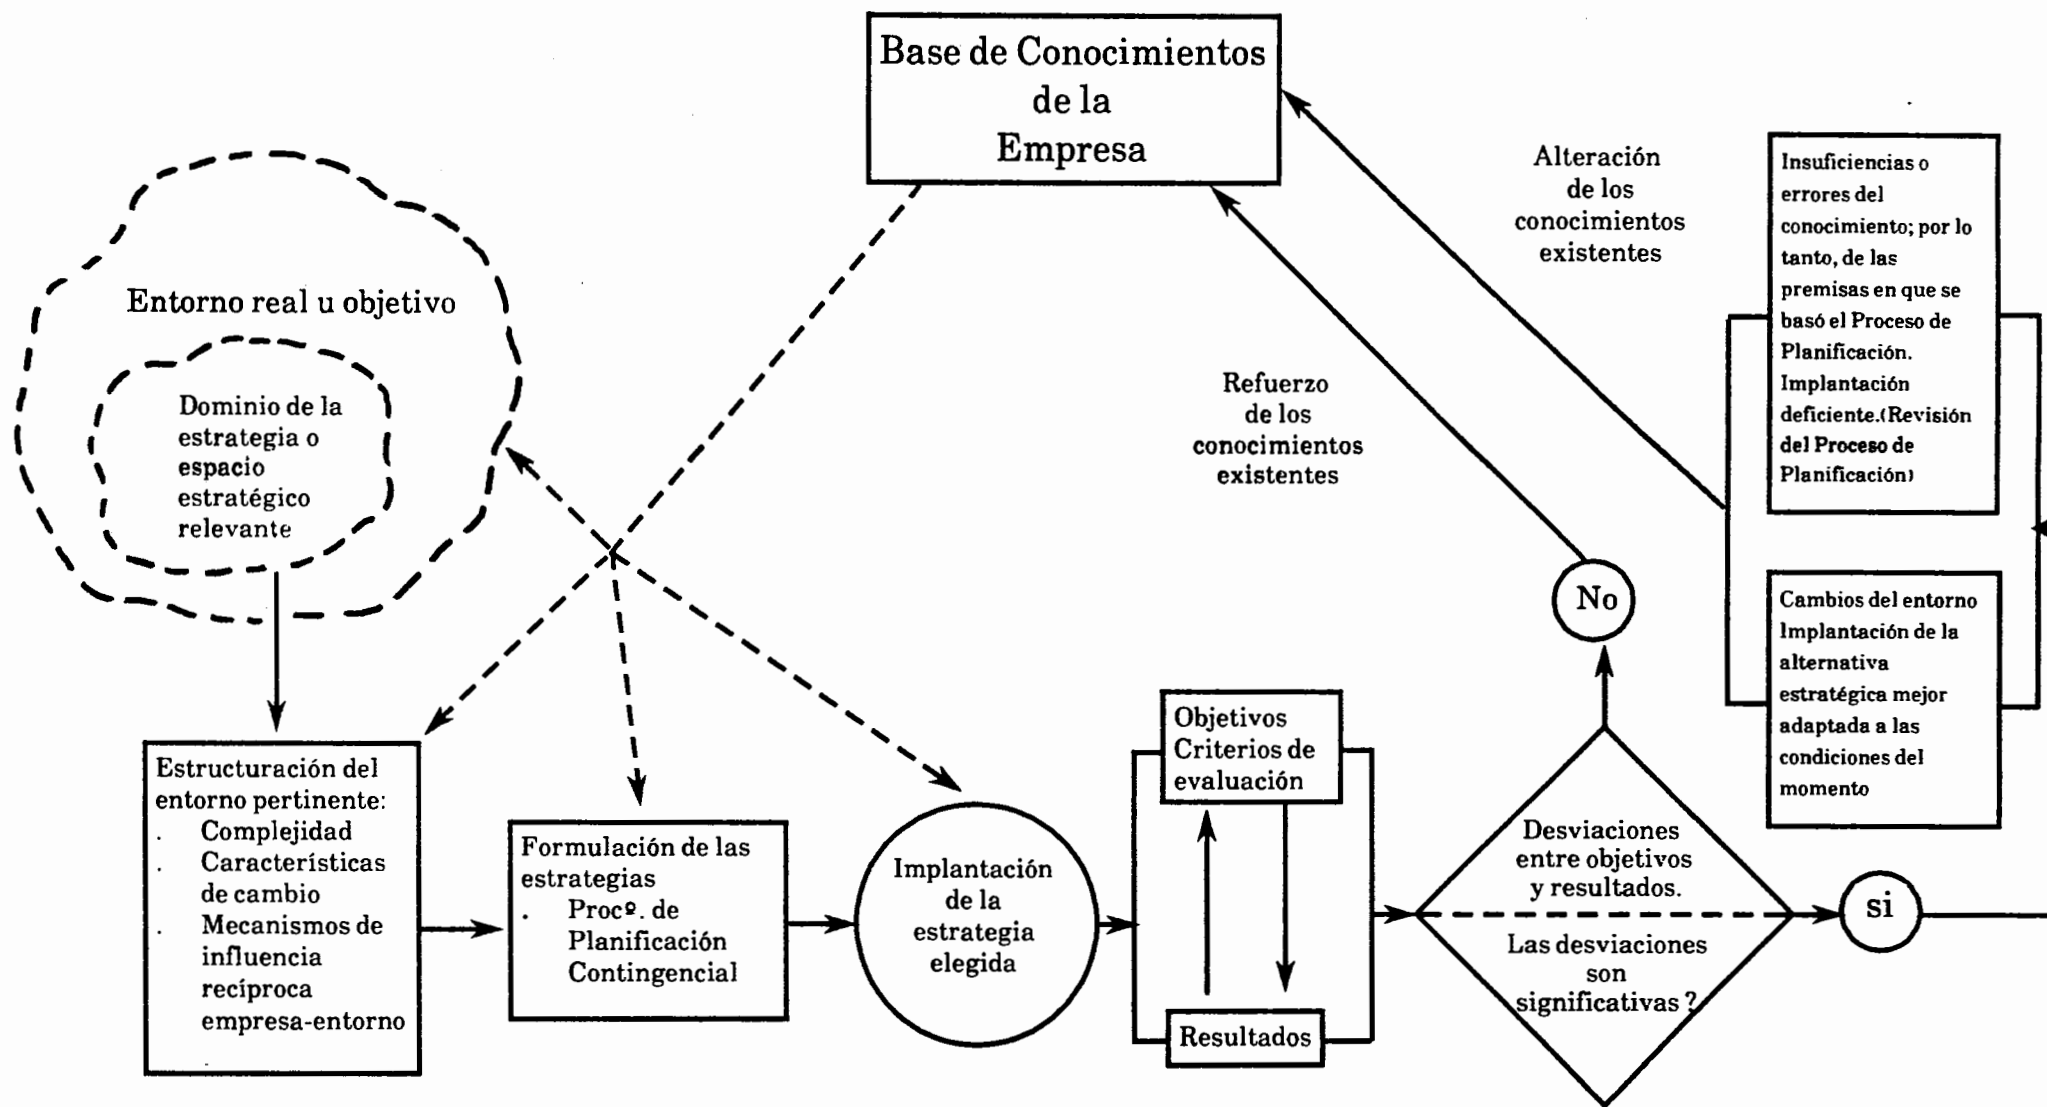 Base de Conocimientos
de la
Empresa
Entorno real u objetivo
Dominio de la
estrategia o
espacio
estratégico
relevante
Alteración
de los
conocimientos
existentes
Refuerzo
de los
conocimientos
existentes
Insuficiencias o
errores del
conocimiento; por lo
tanto, de las
premisas en que se
basó el Proceso de
Planificación.
Implantación
deficiente.(Revisión
del Proceso de
Planificación)
Cambios del entorno
Implantación de la
alternativa
estratégica mejor
adaptada a las
condiciones del
momento
Estructuración del
entorno pertinente:
. Complejidad
. Características
de cambio
. Mecanismos de
influencia
recíproca
empresa-entorno
Formulación de las
estrategias
. Procº. de
Planificación
Contingencial
Implantación
de la
estrategia
elegida
Objetivos
Criterios de
evaluación
Resultados
Desviaciones
entre objetivos
y resultados.
Las desviaciones
son
significativas ?
No
si